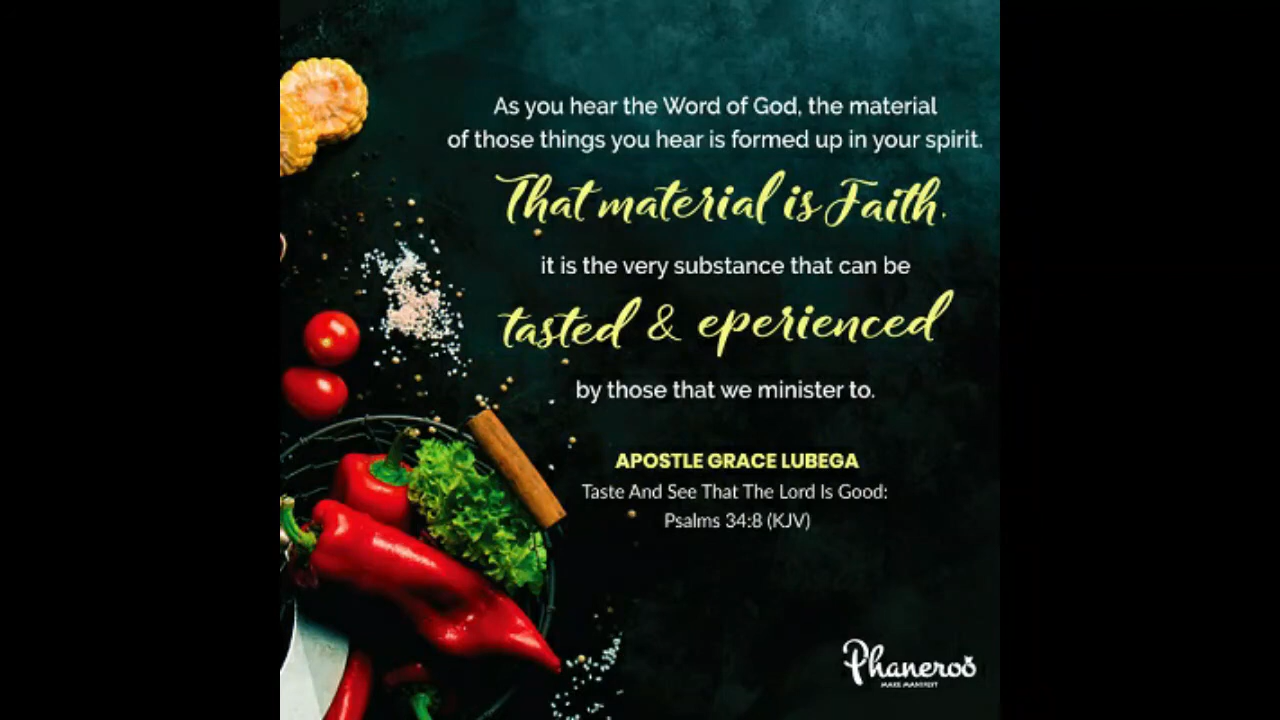 As you hear the Word of God, the material
of those things you hear is formed up in your spirit.
That material is Faith.
it is the very substance that can be
tasted & eperienced
by those that we minister to.
APOSTLE GRACE LUBEGA
Taste And See That The Lord Is Good:
Psalms 34:8 (KJV)
Phaneroo
MAKE MANIFEST